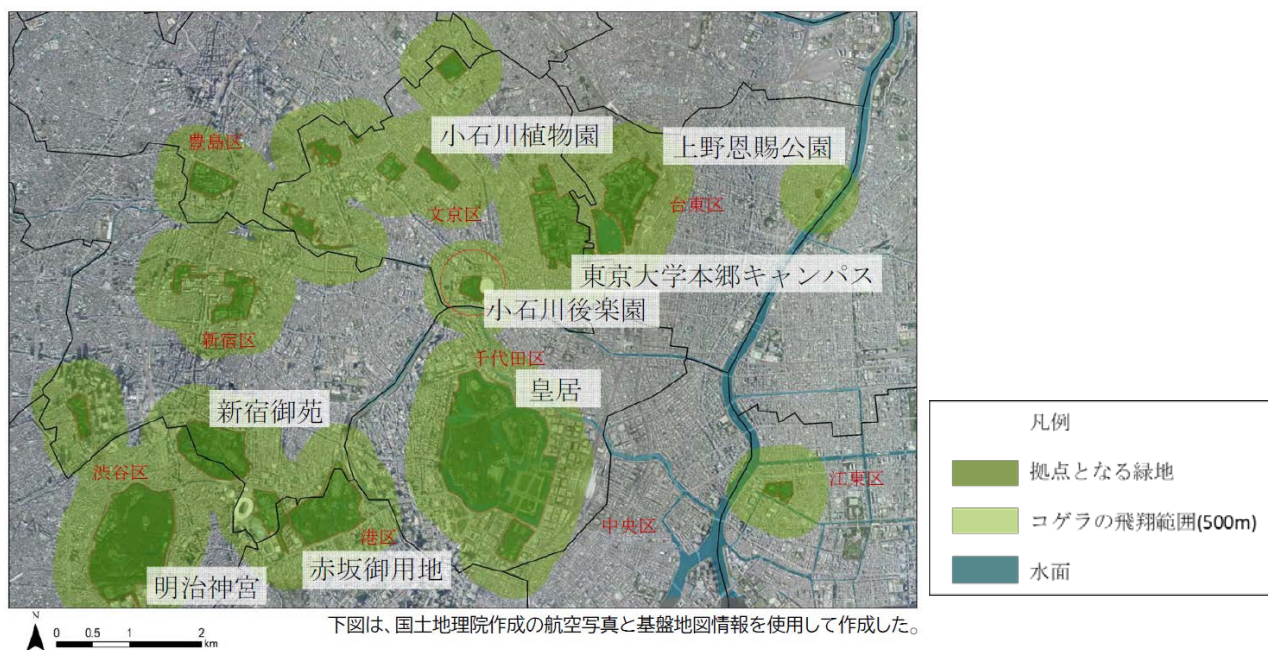 小石川植物園
上野恩賜公園
豊島区
文京区
台東区
東京大学本郷キャンパス
小石川後楽園
新宿区
千代田区
皇居
新宿御苑
渋谷区
江東区
中央区
港区
赤坂御用地
明治神宮
凡例
拠点となる緑地
コゲラの飛翔範囲(500m)
水面
N
0 0.5 1 2
km
下図は、国土地理院作成の航空写真と基盤地図情報を使用して作成した。